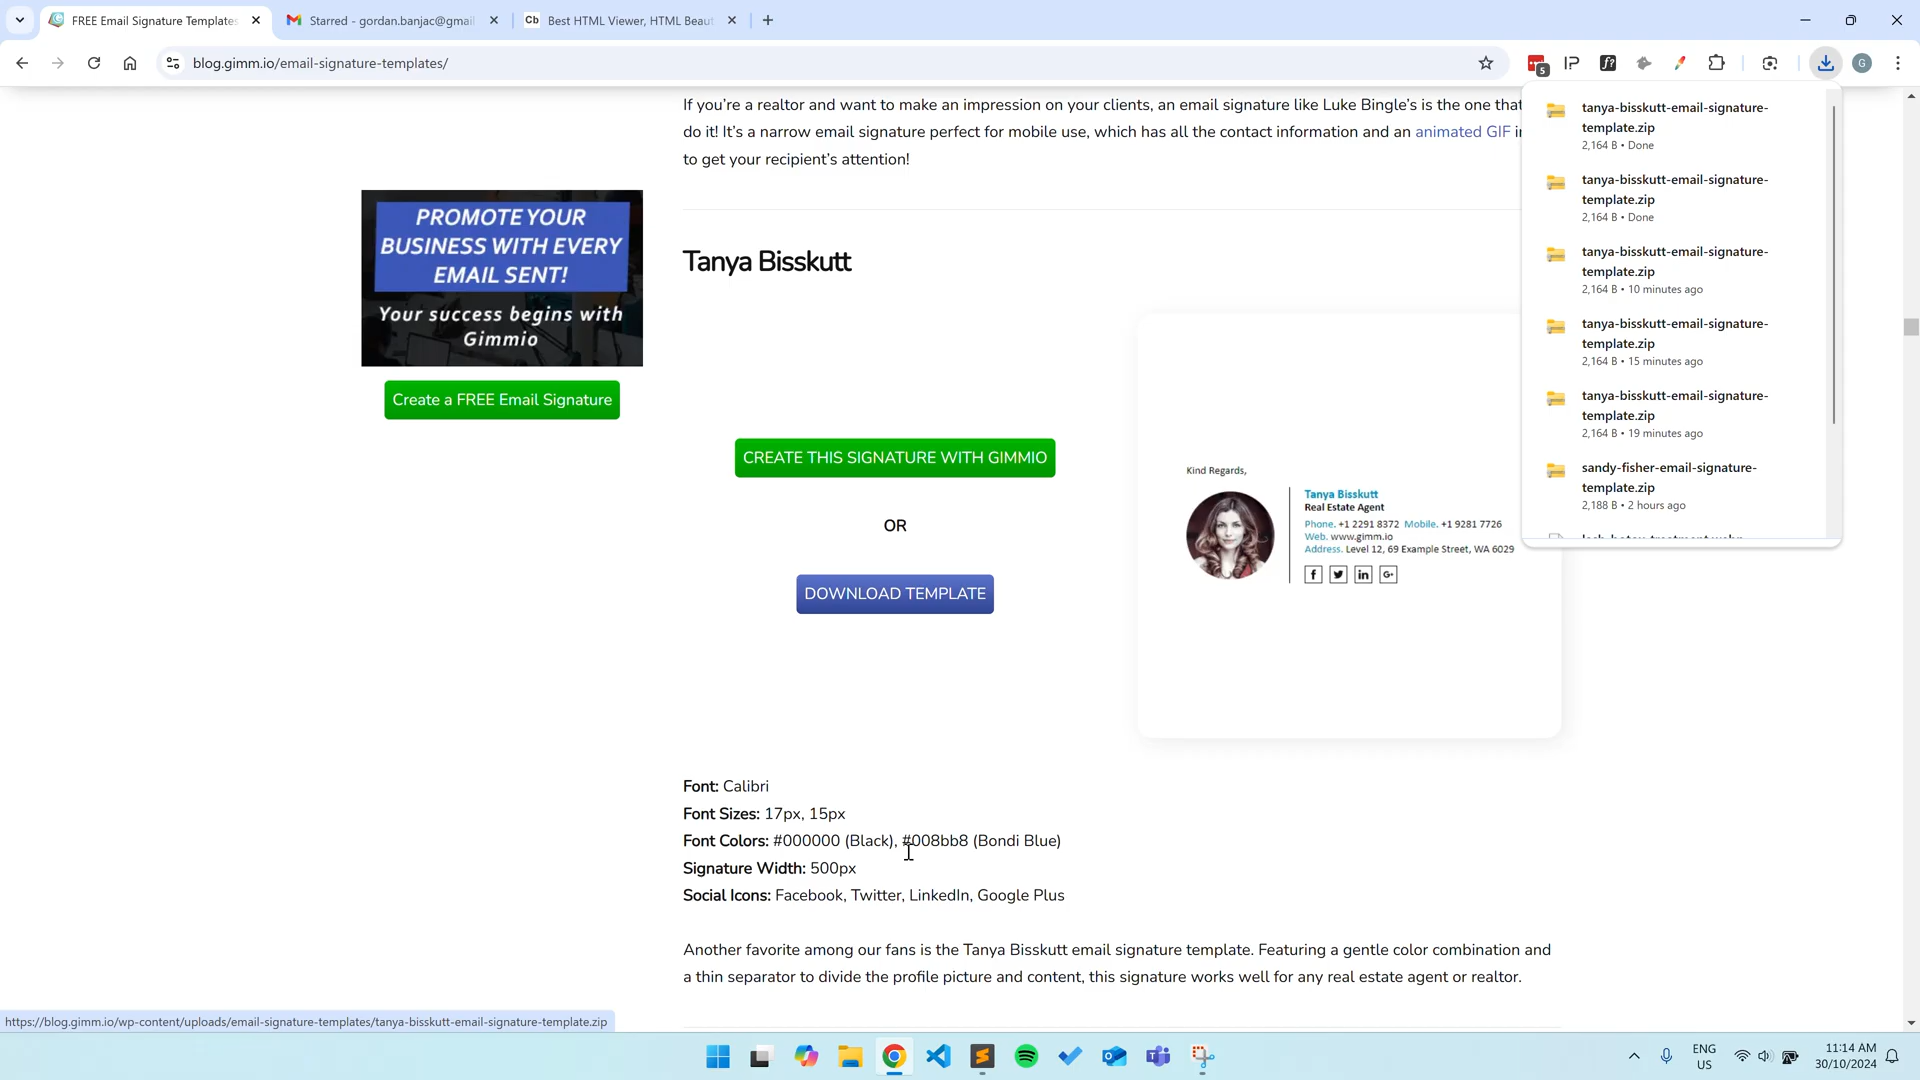 FREE Email Signature Templates
Starred - gordan.banjac@gmail
Cb
Best HTML Viewer, HTML Beaut
blog.gimm.io/email-signature-templates/
5
f?
G
If you’re a realtor and want to make an impression on your clients, an email signature like Luke Bingle’s is the one that
do it! It’s a narrow email signature perfect for mobile use, which has all the contact information and an animated GIF
to get your recipient’s attention!
PROMOTE YOUR
BUSINESS WITH EVERY
EMAIL SENT!
Your success begins with
Gimmio
Create a FREE Email Signature
Tanya Bisskutt
CREATE THIS SIGNATURE WITH GIMMIO
OR
DOWNLOAD TEMPLATE
Kind Regards,
Tanya Bisskutt
Real Estate Agent
Phone. +1 2291 8372 Mobile. +1 9281 7726
Web. www.gimm.io
Address. Level 12, 69 Example Street, WA 6029
f in G+
tanya-bisskutt-email-signature-
template.zip
2,164 B • Done
tanya-bisskutt-email-signature-
template.zip
2,164 B • Done
tanya-bisskutt-email-signature-
template.zip
2,164 B • 10 minutes ago
tanya-bisskutt-email-signature-
template.zip
2,164 B • 15 minutes ago
tanya-bisskutt-email-signature-
template.zip
2,164 B • 19 minutes ago
sandy-fisher-email-signature-
template.zip
2,188 B • 2 hours ago
Font: Calibri
Font Sizes: 17px, 15px
Font Colors: #000000 (Black), #008bb8 (Bondi Blue)
Signature Width: 500px
Social Icons: Facebook, Twitter, LinkedIn, Google Plus
Another favorite among our fans is the Tanya Bisskutt email signature template. Featuring a gentle color combination and
a thin separator to divide the profile picture and content, this signature works well for any real estate agent or realtor.
https://blog.gimm.io/wp-content/uploads/email-signature-templates/tanya-bisskutt-email-signature-template.zip
ENG
US
11:14 AM
30/10/2024